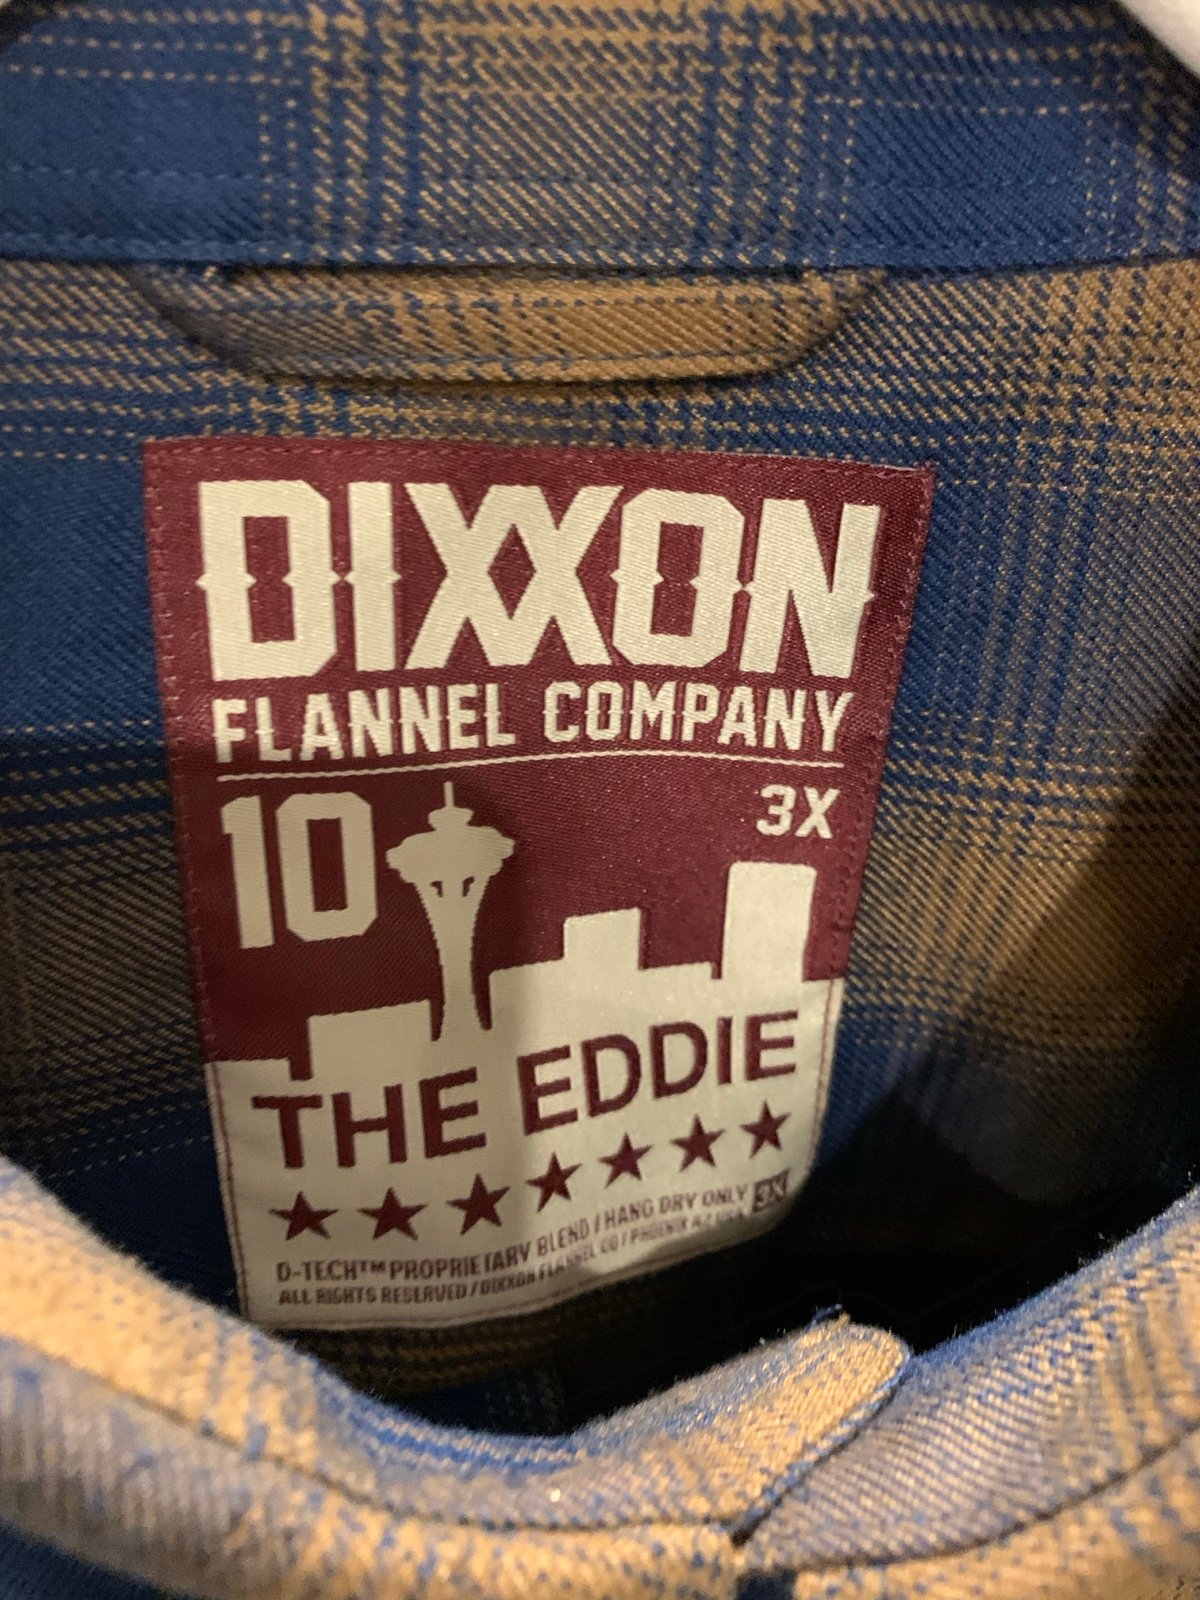 DIXXON
FLANNEL COMPANY
10 3X
THE EDDIE
D-TECH™ PROPRIETARY BLEND / HANG DRY ONLY 3X
ALL RIGHTS RESERVED / DIXXON FLANNEL CO / PHOENIX AZ USA